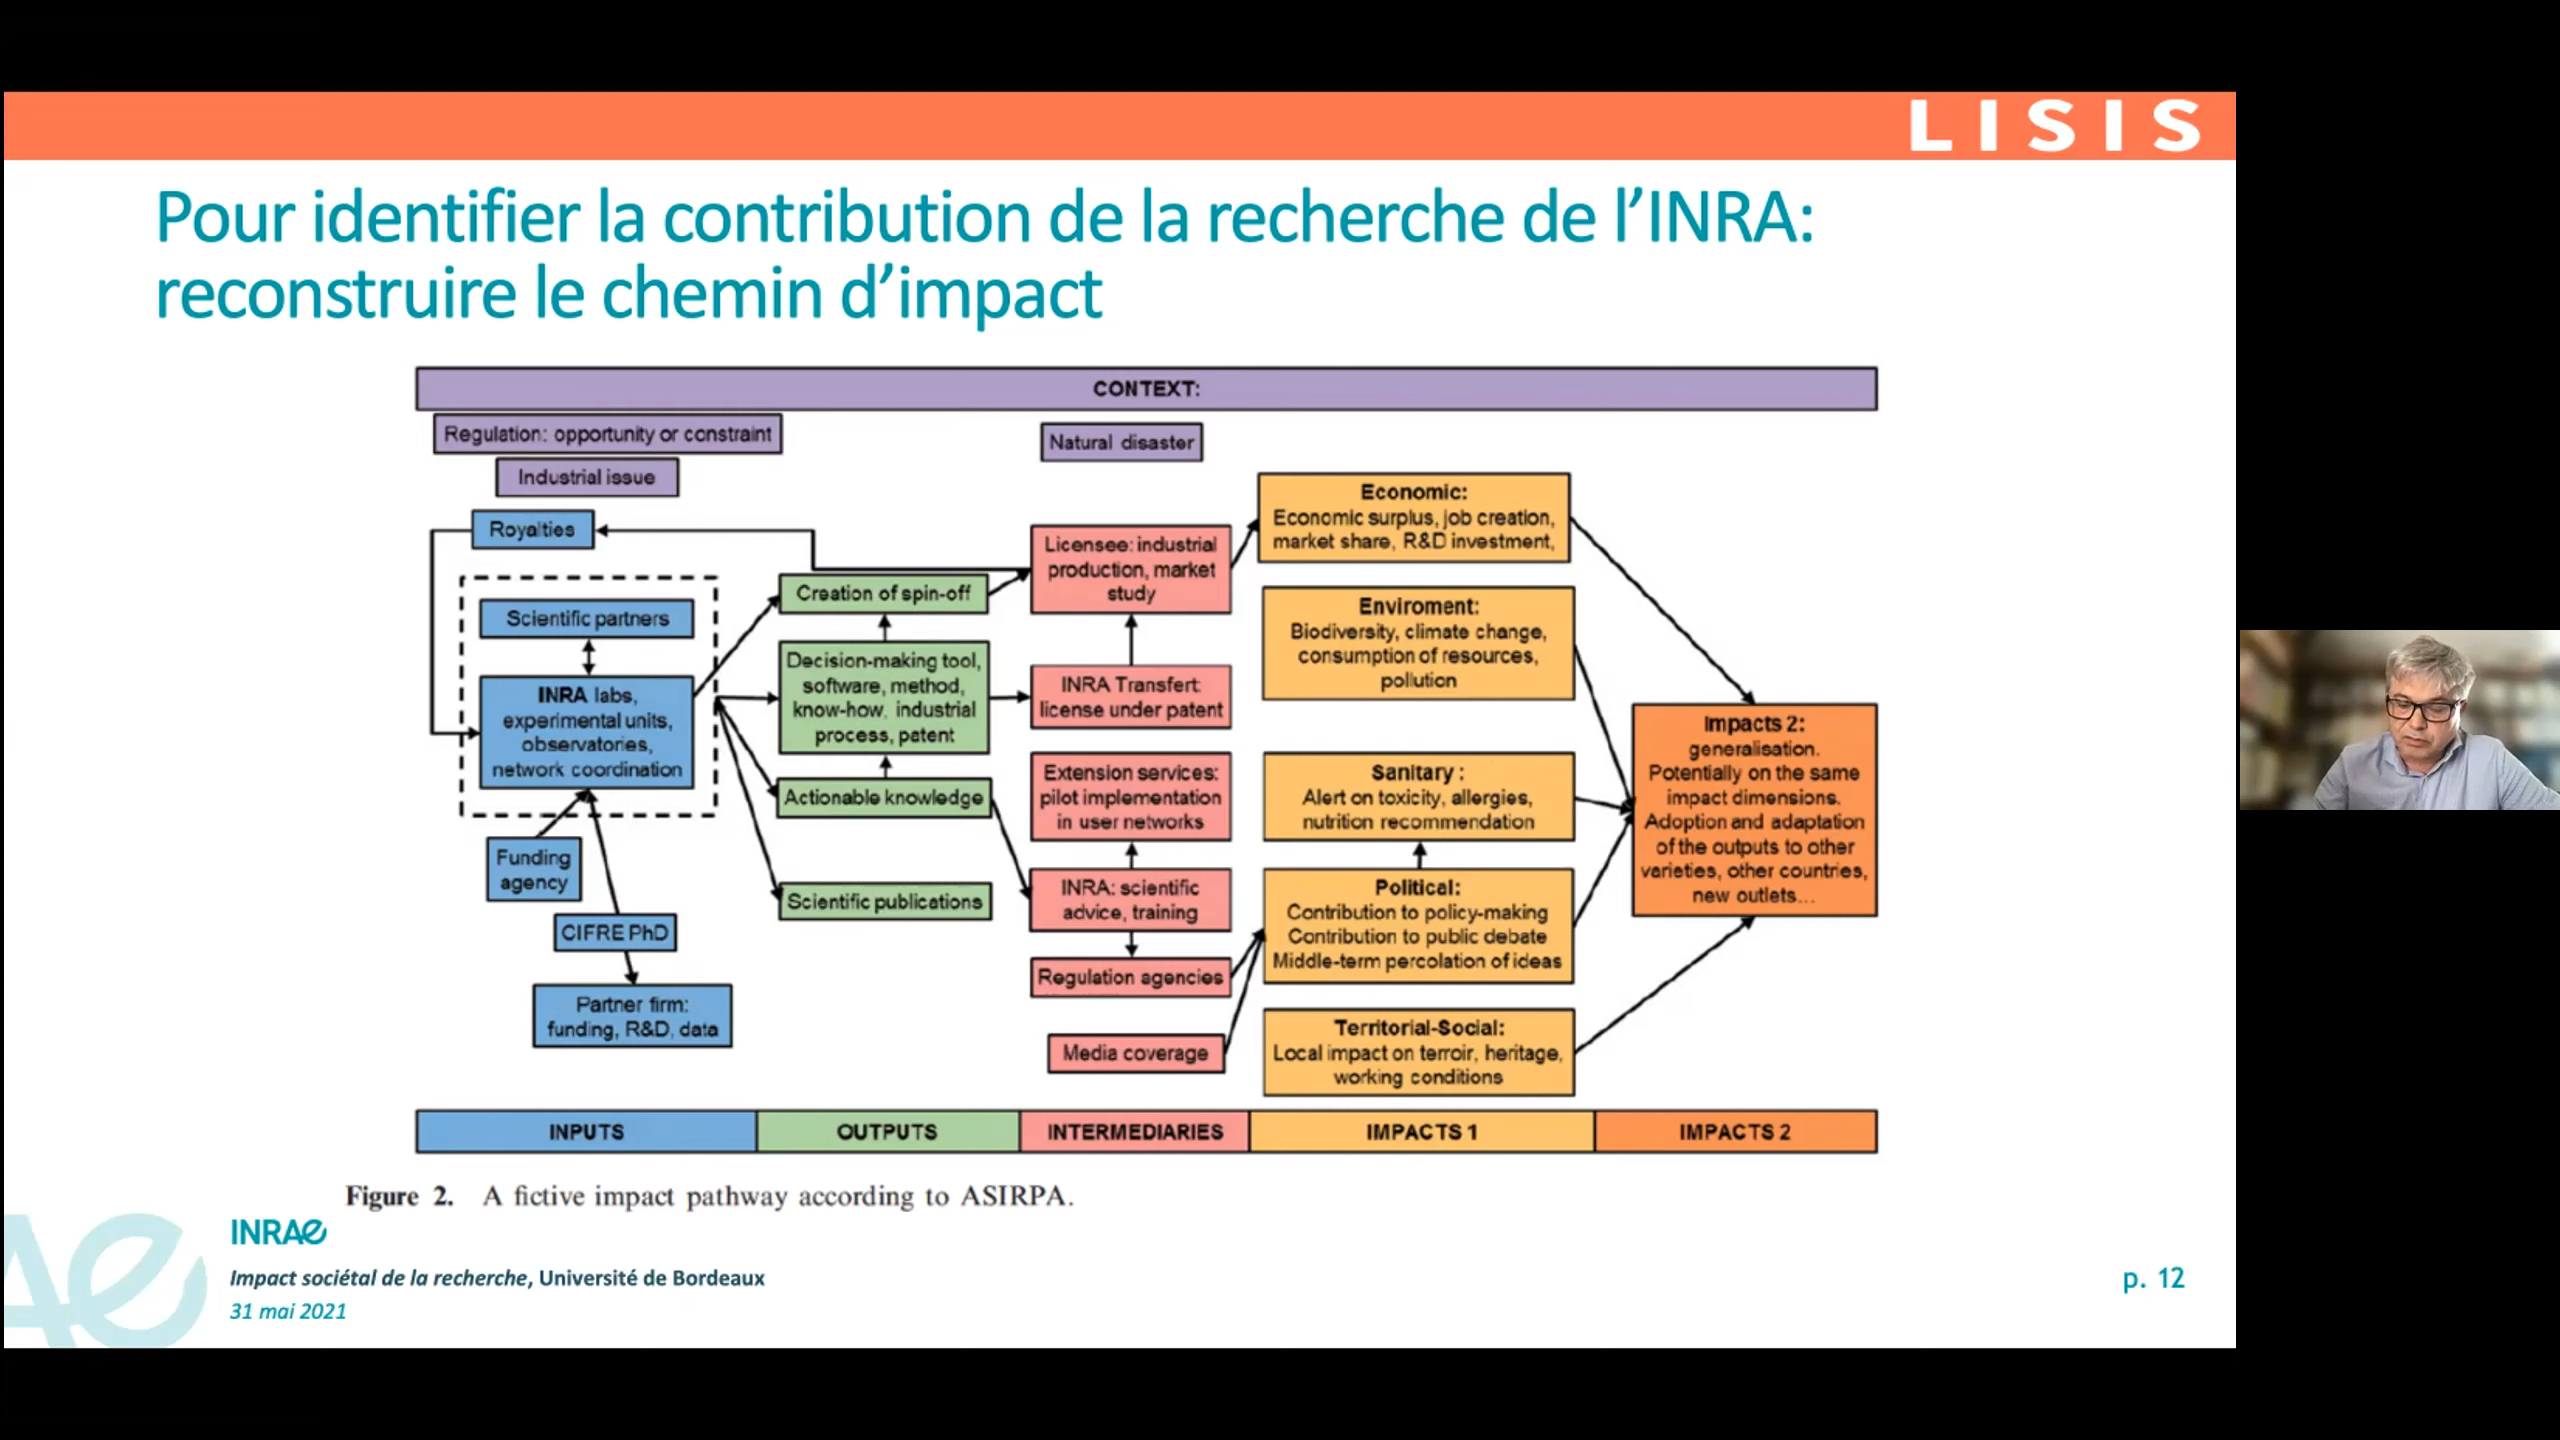 LISIS
Pour identifier la contribution de la recherche de l’INRA:
reconstruire le chemin d’impact
CONTEXT:
Regulation: opportunity or constraint
Industrial issue
Natural disaster
Royalties
Scientific partners
INRA labs,
experimental units,
observatories,
network coordination
Funding
agency
CIFRE PhD
Partner firm:
funding, R&D, data
Creation of spin-off
Decision-making tool,
software, method,
know-how, industrial
process, patent
Actionable knowledge
Scientific publications
Licensee: industrial
production, market
study
INRA Transfert:
license under patent
Extension services:
pilot implementation
in user networks
INRA: scientific
advice, training
Regulation agencies
Media coverage
Economic:
Economic surplus, job creation,
market share, R&D investment,
Enviroment:
Biodiversity, climate change,
consumption of resources,
pollution
Sanitary :
Alert on toxicity, allergies,
nutrition recommendation
Political:
Contribution to policy-making
Contribution to public debate
Middle-term percolation of ideas
Territorial-Social:
Local impact on terroir, heritage,
working conditions
Impacts 2:
generalisation.
Potentially on the same
impact dimensions.
Adoption and adaptation
of the outputs to other
varieties, other countries,
new outlets...
INPUTS
OUTPUTS
INTERMEDIARIES
IMPACTS 1
IMPACTS 2
Figure 2. A fictive impact pathway according to ASIRPA.
INRAE
Impact sociétal de la recherche, Université de Bordeaux
31 mai 2021
p. 12